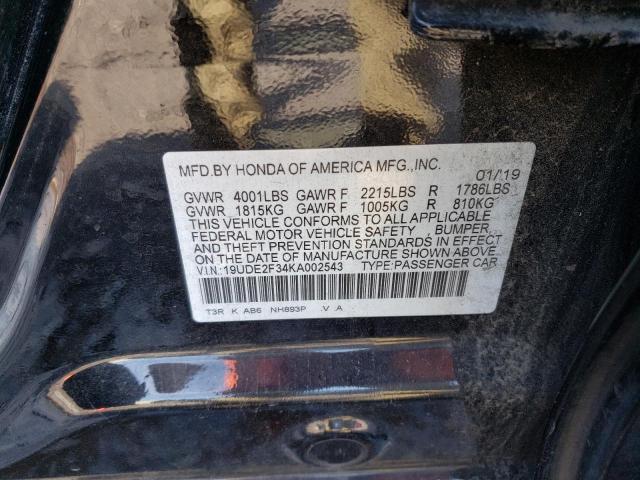 MFD.BY HONDA OF AMERICA MFG.,INC. 01/19
GVWR 4001LBS GAWR F 2215LBS R 1786LBS
GVWR 1815KG GAWR F 1005KG R 810KG
THIS VEHICLE CONFORMS TO ALL APPLICABLE
FEDERAL MOTOR VEHICLE SAFETY BUMPER
AND THEFT PREVENTION STANDARDS IN EFFECT
ON THE DATE OF MANUFACTURE SHOWN ABOVE.
V.I.N.:19UDE2F34KA002543 TYPE:PASSENGER CAR
T3R K AB6 NH893P V A